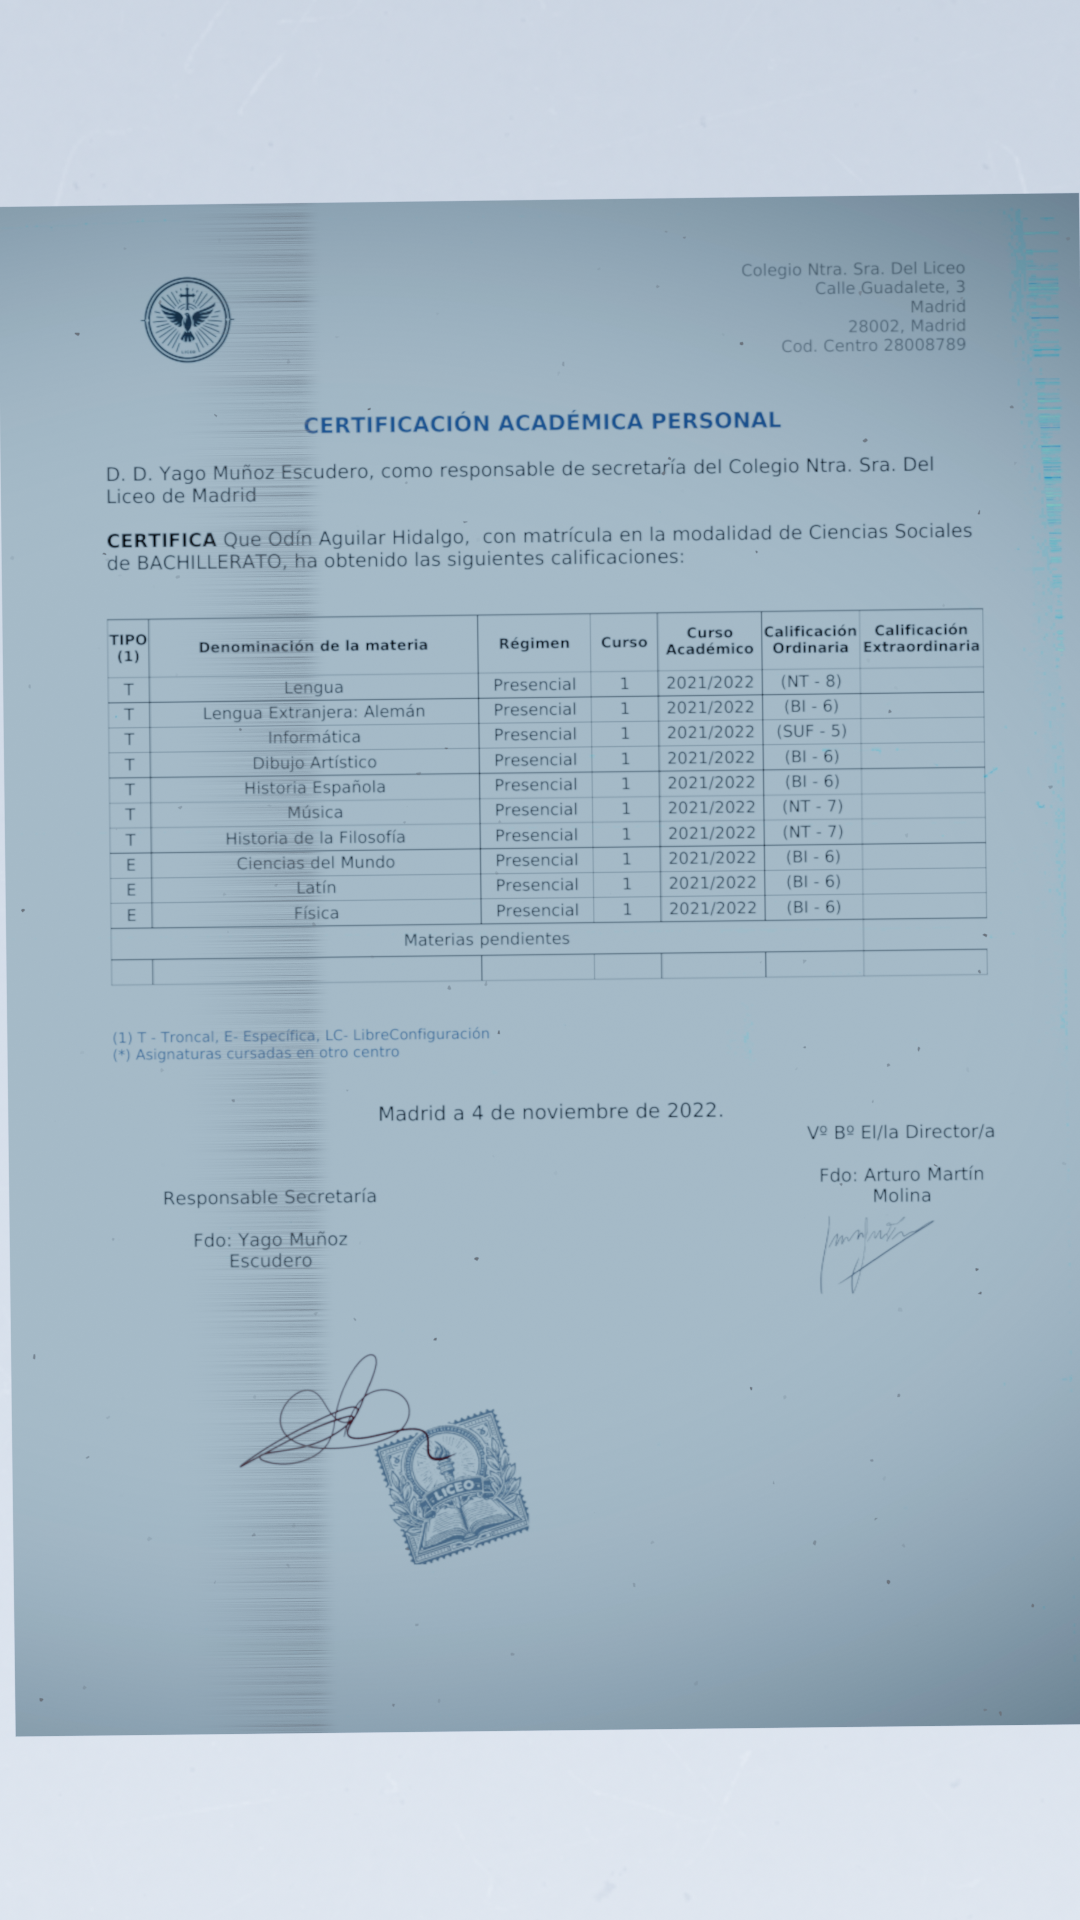 Colegio Ntra. Sra. Del Liceo
Calle Guadalete, 3
Madrid
28002, Madrid
Cod. Centro 28008789
CERTIFICACIÓN ACADÉMICA PERSONAL
D. D. Yago Muñoz Escudero, como responsable de secretaría del Colegio Ntra. Sra. Del
Liceo de Madrid
CERTIFICA Que Odín Aguilar Hidalgo, con matrícula en la modalidad de Ciencias Sociales
de BACHILLERATO, ha obtenido las siguientes calificaciones:
TIPO (1) Denominación de la materia Régimen Curso Curso Académico Calificación Ordinaria Calificación Extraordinaria
T Lengua Presencial 1 2021/2022 (NT - 8)
T Lengua Extranjera: Alemán Presencial 1 2021/2022 (BI - 6)
T Informática Presencial 1 2021/2022 (SUF - 5)
T Dibujo Artístico Presencial 1 2021/2022 (BI - 6)
T Historia Española Presencial 1 2021/2022 (BI - 6)
T Música Presencial 1 2021/2022 (NT - 7)
T Historia de la Filosofía Presencial 1 2021/2022 (NT - 7)
E Ciencias del Mundo Presencial 1 2021/2022 (BI - 6)
E Latín Presencial 1 2021/2022 (BI - 6)
E Física Presencial 1 2021/2022 (BI - 6)
Materias pendientes
(1) T - Troncal, E- Específica, LC- LibreConfiguración
(*) Asignaturas cursadas en otro centro
Madrid a 4 de noviembre de 2022.
Vº Bº El/la Director/a
Fdo: Arturo Martín
Molina
Responsable Secretaría
Fdo: Yago Muñoz
Escudero
LICEO